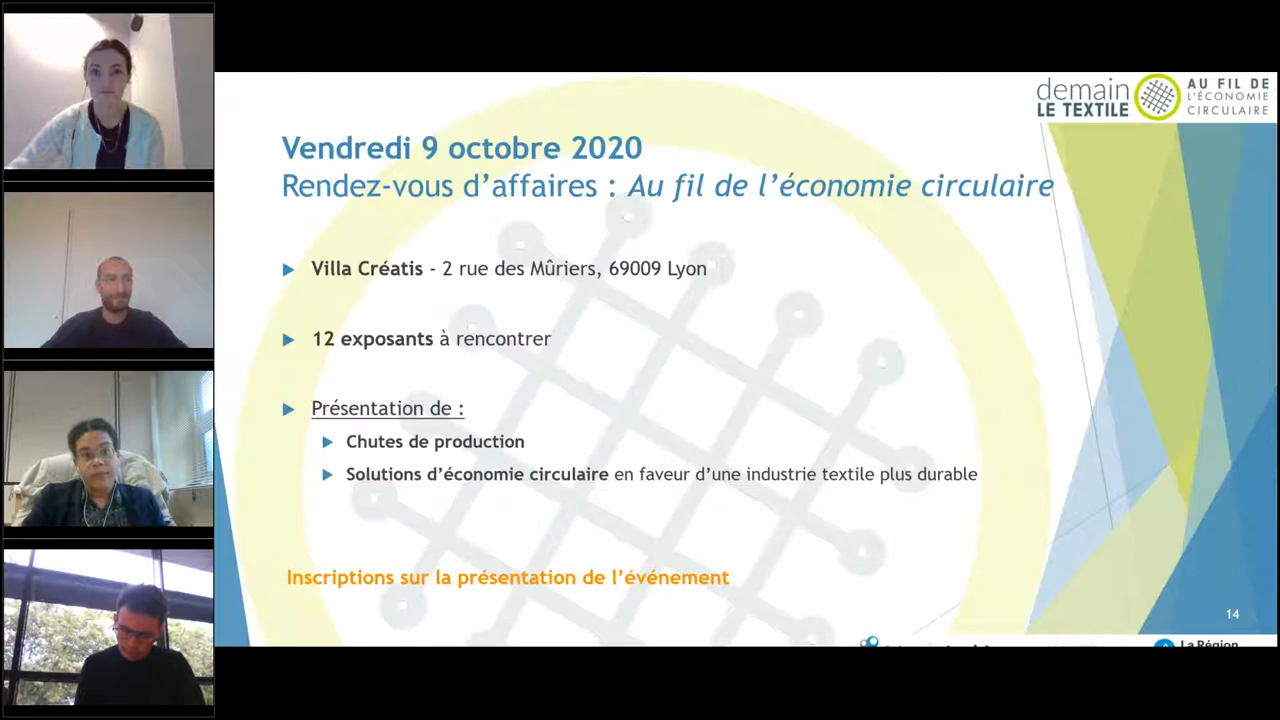 demain
LE TEXTILE
AU FIL DE
L'ÉCONOMIE
CIRCULAIRE
Vendredi 9 octobre 2020
Rendez-vous d'affaires : Au fil de l'économie circulaire
Villa Créatis - 2 rue des Mûriers, 69009 Lyon
12 exposants à rencontrer
Présentation de :
Chutes de production
Solutions d'économie circulaire en faveur d'une industrie textile plus durable
Inscriptions sur la présentation de l'événement
14
La Région